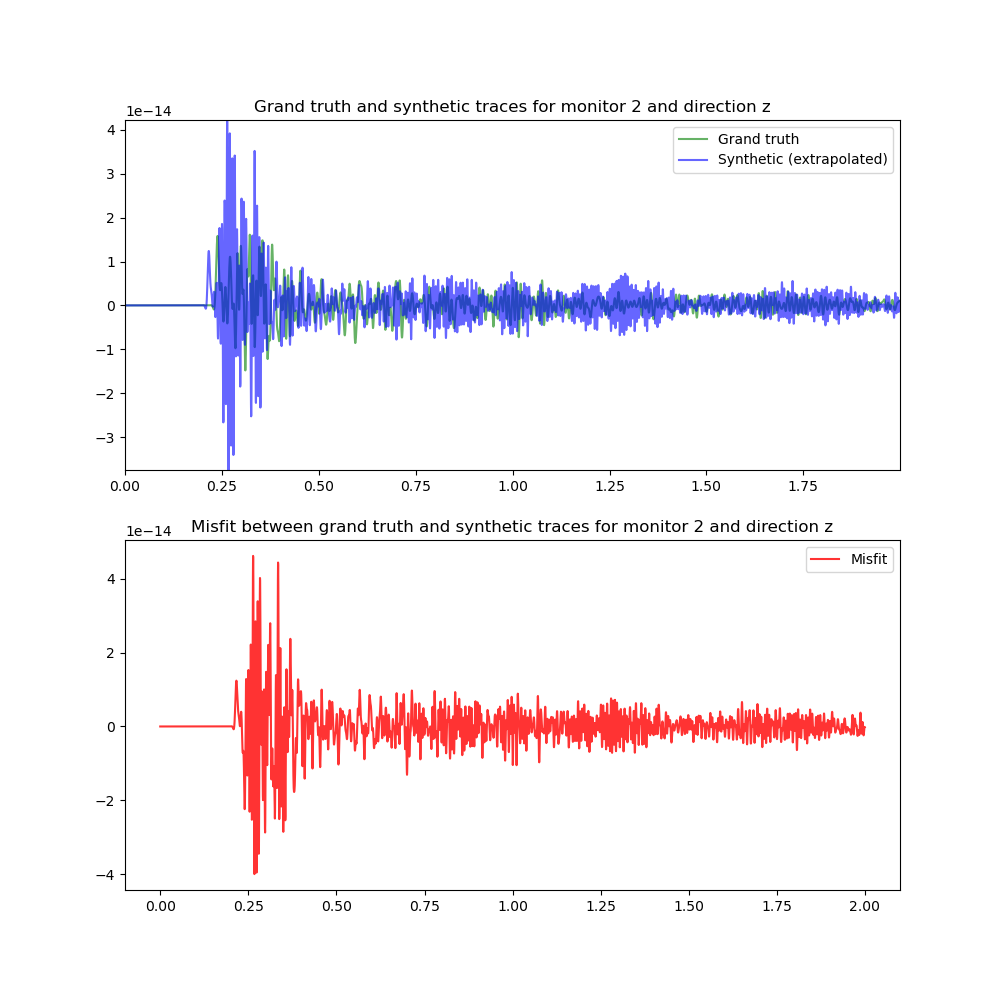 Grand truth and synthetic traces for monitor 2 and direction z
1e−14
Grand truth
Synthetic (extrapolated)
4
3
2
1
0
−1
−2
−3
0.00 0.25 0.50 0.75 1.00 1.25 1.50 1.75
Misfit between grand truth and synthetic traces for monitor 2 and direction z
1e−14
Misfit
4
2
0
−2
−4
0.00 0.25 0.50 0.75 1.00 1.25 1.50 1.75 2.00